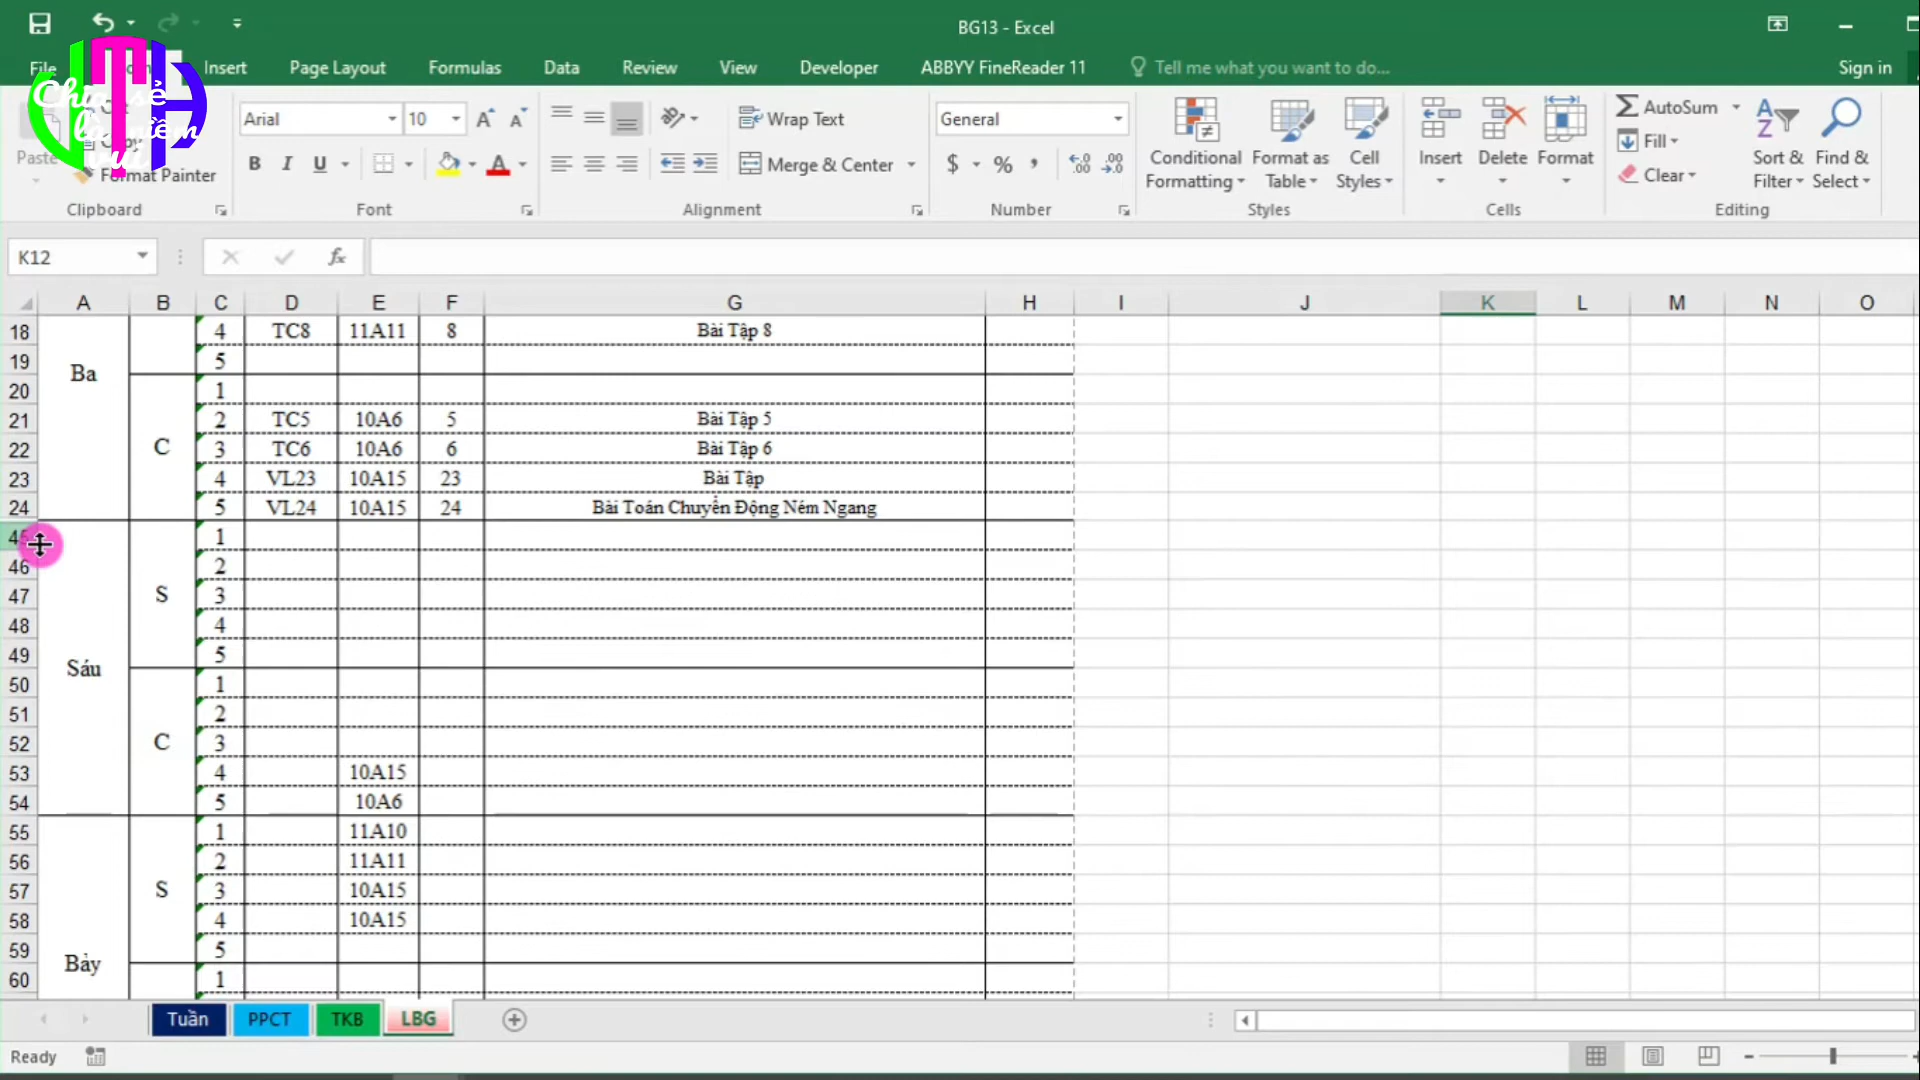 BG13 - Excel
File Insert Page Layout Formulas Data Review View Developer ABBYY FineReader 11 Tell me what you want to do... Sign in
Chia sẻ
là niềm
vui
Paste
Copy
Format Painter
Arial 10
B I U
Wrap Text
Merge & Center
General
$ % ,
Conditional Formatting
Format as Table
Cell Styles
Insert
Delete
Format
AutoSum
Fill
Clear
Sort & Filter
Find & Select
Clipboard Font Alignment Number Styles Cells Editing
K12 fx
A B C D E F G H I J K L M N O
18 4 TC8 11A11 8 Bài Tập 8
19 Ba 5
20 1
21 2 TC5 10A6 5 Bài Tập 5
22 C 3 TC6 10A6 6 Bài Tập 6
23 4 VL23 10A15 23 Bài Tập
24 5 VL24 10A15 24 Bài Toán Chuyển Động Ném Ngang
45 1
46 2
47 S 3
48 4
49 Sáu 5
50 1
51 2
52 C 3
53 4 10A15
54 5 10A6
55 1 11A10
56 2 11A11
57 S 3 10A15
58 4 10A15
59 Bảy 5
60 1
Tuần PPCT TKB LBG
Ready